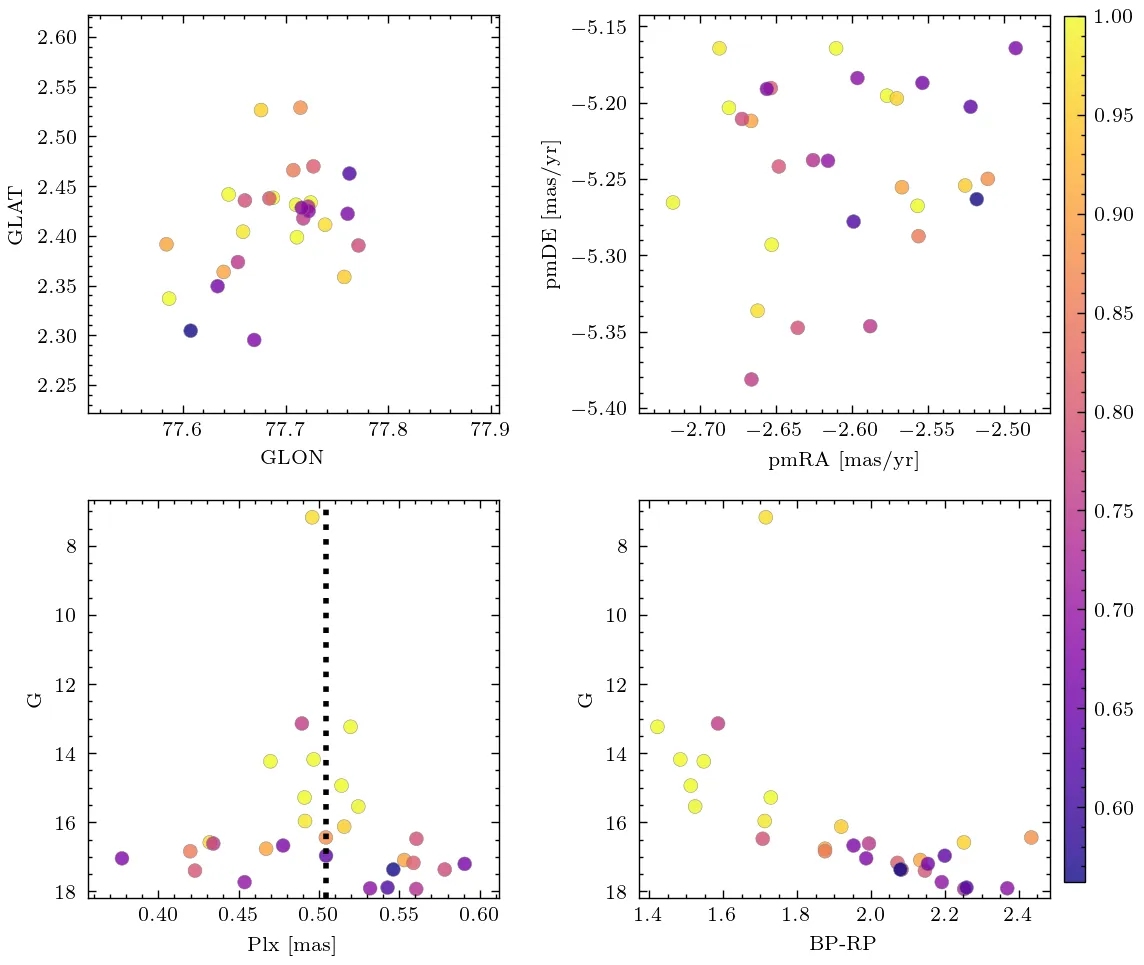 2.60
2.55
2.50
2.45
2.40
2.35
2.30
2.25
GLAT
77.6 77.7 77.8 77.9
GLON
−5.15
−5.20
−5.25
−5.30
−5.35
−5.40
pmDE [mas/yr]
−2.70 −2.65 −2.60 −2.55 −2.50
pmRA [mas/yr]
8
10
12
14
16
18
G
0.40 0.45 0.50 0.55 0.60
Plx [mas]
8
10
12
14
16
18
G
1.4 1.6 1.8 2.0 2.2 2.4
BP-RP
1.00
0.95
0.90
0.85
0.80
0.75
0.70
0.65
0.60